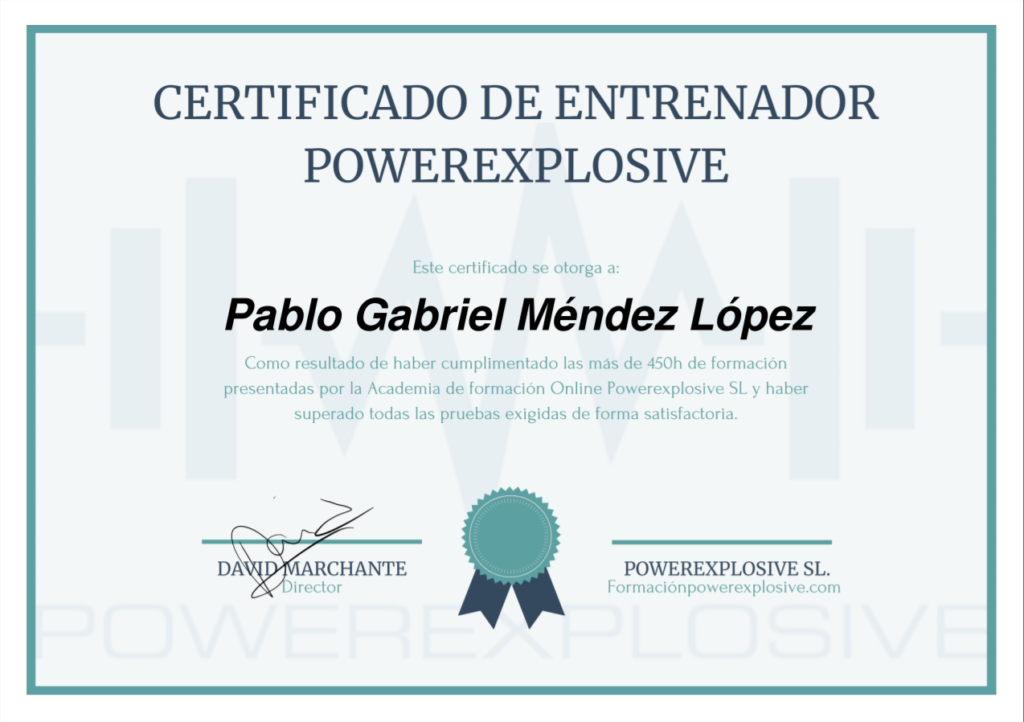 CERTIFICADO DE ENTRENADOR
POWEREXPLOSIVE
Este certificado se otorga a:
Pablo Gabriel Méndez López
Como resultado de haber cumplimentado las más de 450h de formación
presentadas por la Academia de formación Online Powerexplosive SL y haber
superado todas las pruebas exigidas de forma satisfactoria.
DAVID MARCHANTE
Director
POWEREXPLOSIVE SL.
Formaciónpowerexplosive.com
POWEREXPLOSIVE